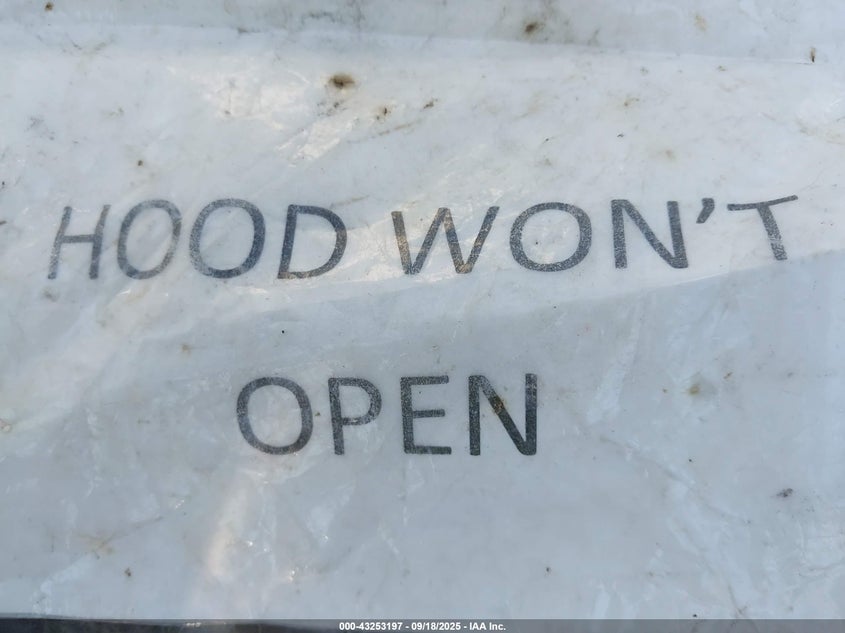 HOOD WON'T
OPEN
000-43253197 - 09/18/2025 - IAA Inc.